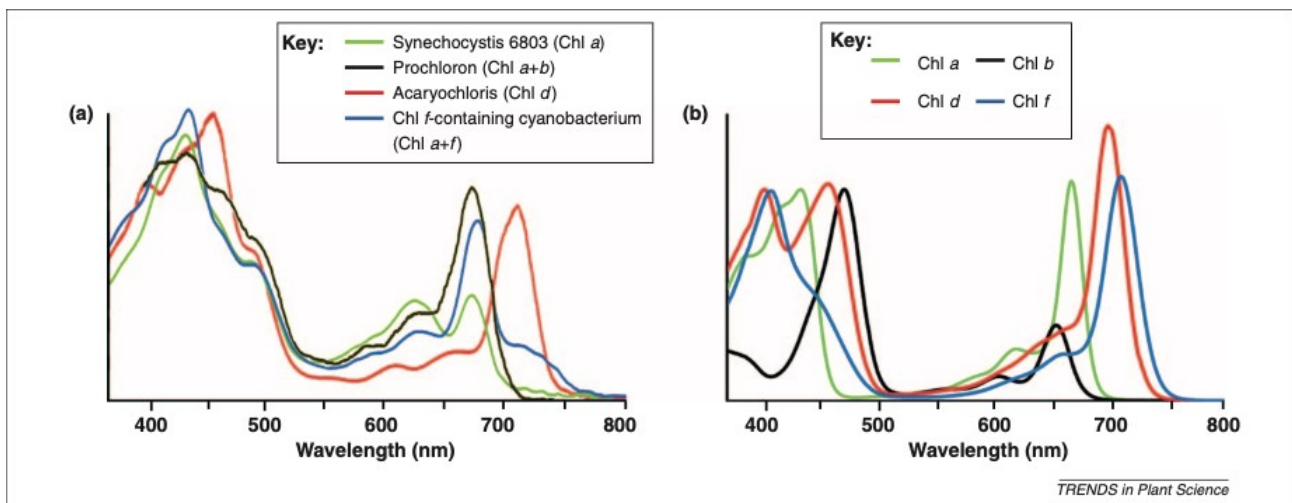 Key:
Synechocystis 6803 (Chl a)
Prochloron (Chl a+b)
Acaryochloris (Chl d)
Chl f-containing cyanobacterium
(Chl a+f)
(a)
400 500 600 700 800
Wavelength (nm)
Key:
Chl a Chl b
Chl d Chl f
(b)
400 500 600 700 800
Wavelength (nm)
TRENDS in Plant Science